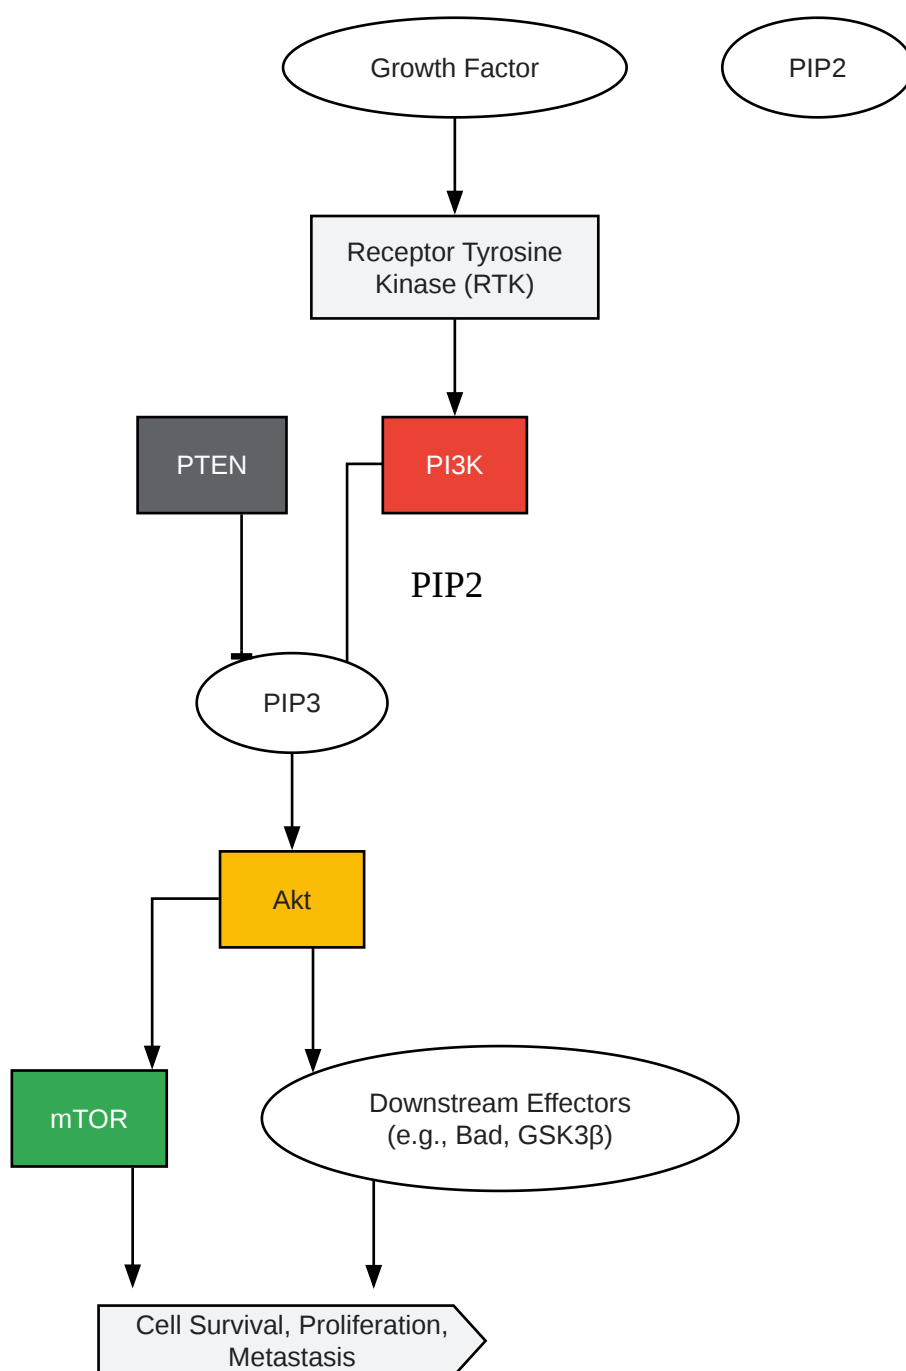 Growth Factor
PIP2
Receptor Tyrosine
Kinase (RTK)
PTEN
PI3K
PIP2
PIP3
Akt
mTOR
Downstream Effectors
(e.g., Bad, GSK3β)
Cell Survival, Proliferation,
Metastasis